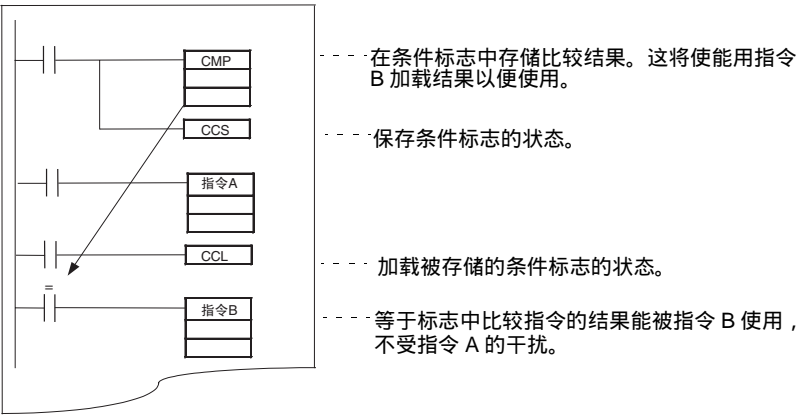 CMP
在条件标志中存储比较结果。这将使能用指令
B 加载结果以便使用。
CCS
保存条件标志的状态。
指令A
CCL
加载被存储的条件标志的状态。
=
指令B
等于标志中比较指令的结果能被指令 B 使用，
不受指令 A 的干扰。